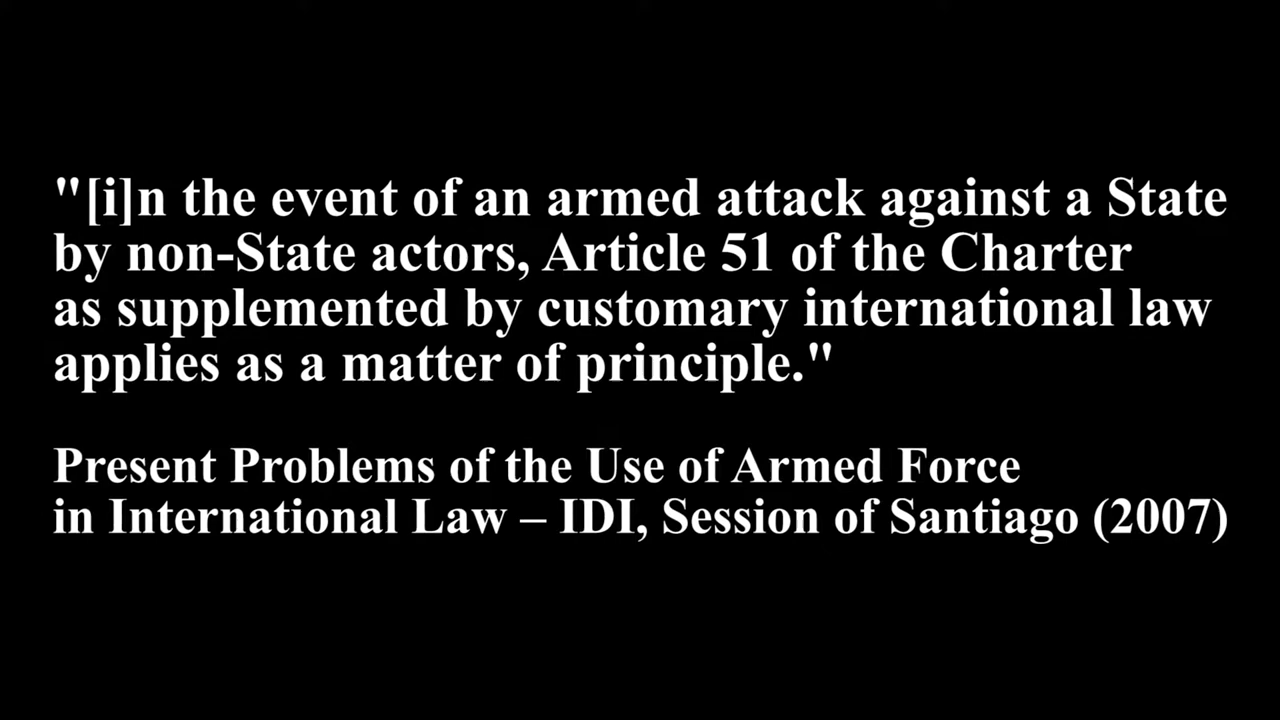 "[i]n the event of an armed attack against a State
by non-State actors, Article 51 of the Charter
as supplemented by customary international law
applies as a matter of principle."
Present Problems of the Use of Armed Force
in International Law – IDI, Session of Santiago (2007)